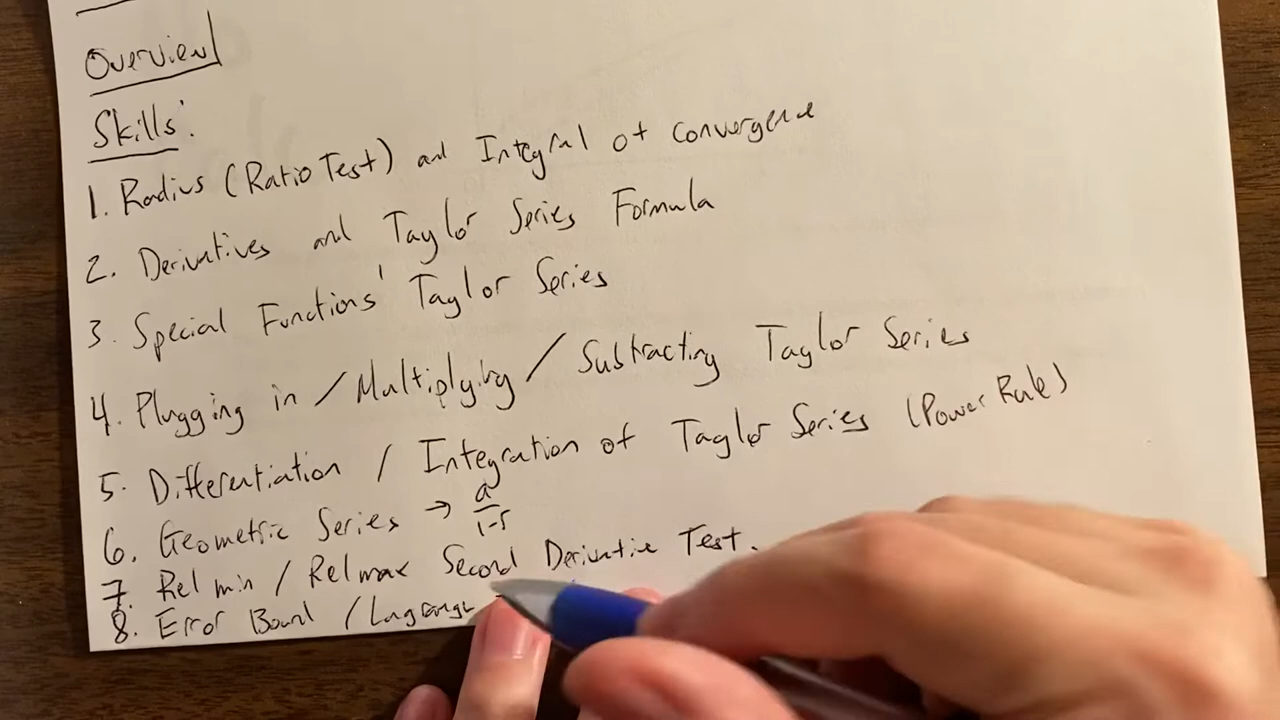 Overview
Skills:
1. Radius (Ratio Test) and Integral of Convergence
2. Derivatives and Taylor Series Formula
3. Special Functions' Taylor Series
4. Plugging in / Multiplying / Subtracting Taylor Series
5. Differentiation / Integration of Taylor Series (Power Rule)
6. Geometric Series → a/1-r
7. Rel min / Rel max Second Derivative Test.
8. Error Bound / Lagrange